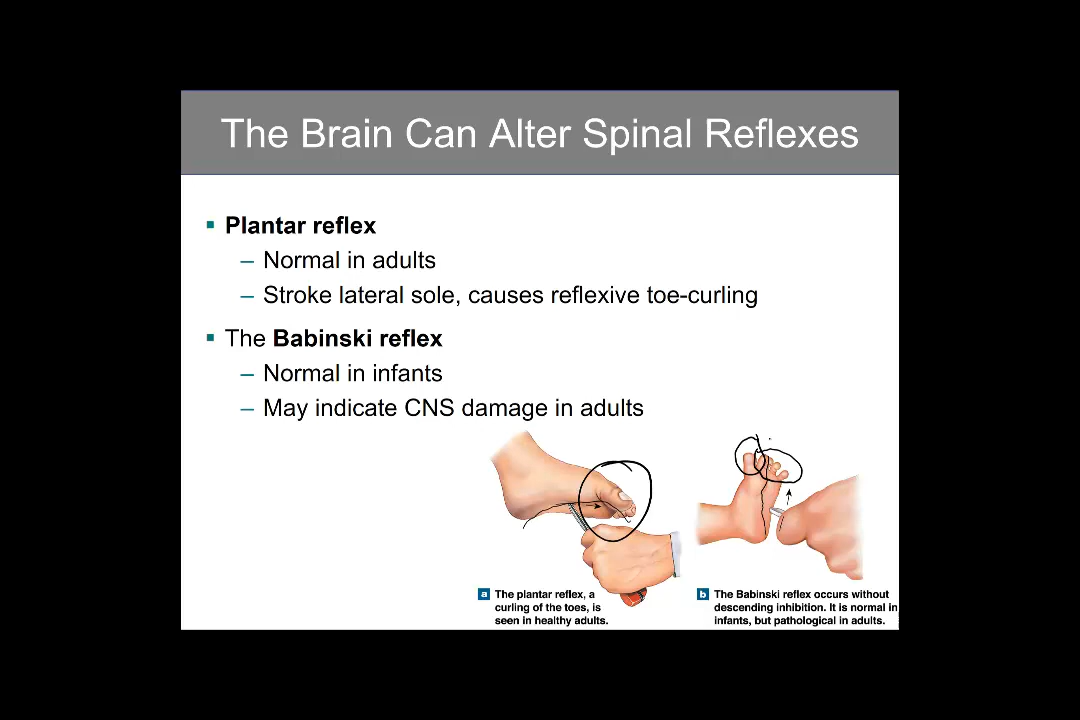 The Brain Can Alter Spinal Reflexes
Plantar reflex
– Normal in adults
– Stroke lateral sole, causes reflexive toe-curling
The Babinski reflex
– Normal in infants
– May indicate CNS damage in adults
a The plantar reflex, a
curling of the toes, is
seen in healthy adults.
b The Babinski reflex occurs without
descending inhibition. It is normal in
infants, but pathological in adults.